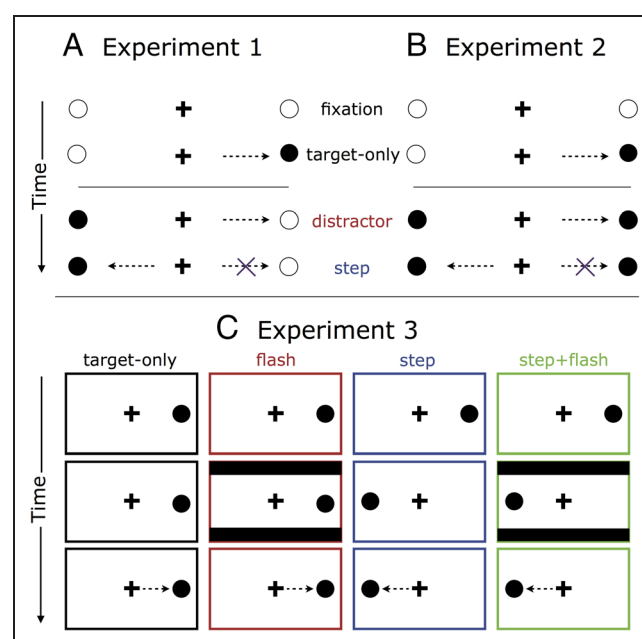 A Experiment 1
B Experiment 2
Time
fixation
target-only
distractor
step
C Experiment 3
target-only flash step step+flash
Time